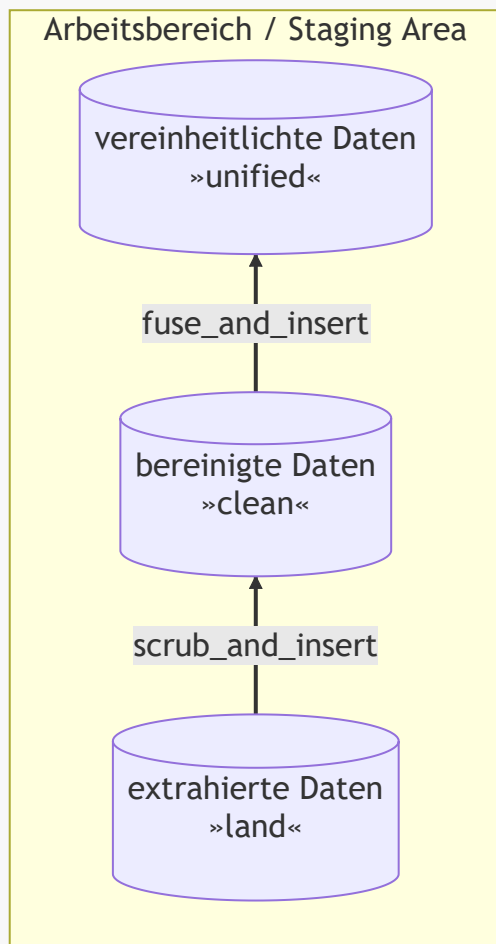 Arbeitsbereich / Staging Area
vereinheitlichte Daten
»unified«
fuse_and_insert
bereinigte Daten
»clean«
scrub_and_insert
extrahierte Daten
»land«